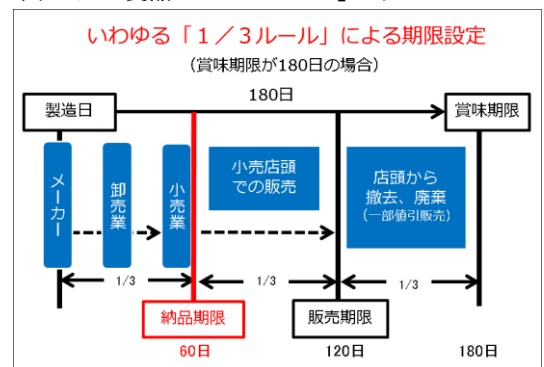 いわゆる「１／３ルール」による期限設定
(賞味期限が180日の場合)
180日
製造日
賞味期限
メーカー
卸売業
小売業
小売店頭
での販売
店頭から
撤去、廃棄
(一部値引販売)
1/3
1/3
1/3
納品期限
販売期限
60日
120日
180日